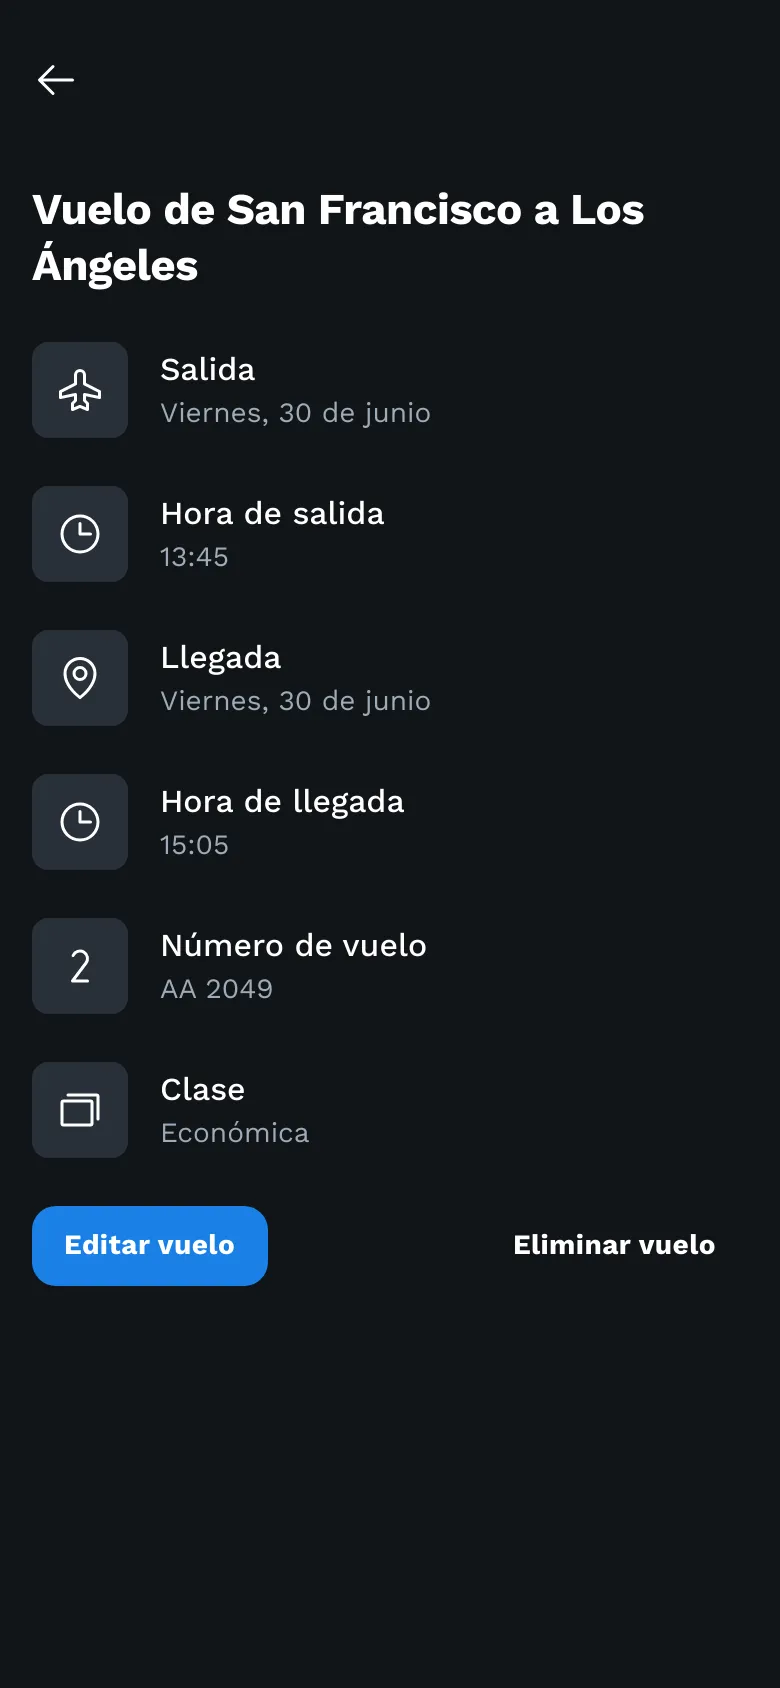 Vuelo de San Francisco a Los
Ángeles
Salida
Viernes, 30 de junio
Hora de salida
13:45
Llegada
Viernes, 30 de junio
Hora de llegada
15:05
2
Número de vuelo
AA 2049
Clase
Económica
Editar vuelo
Eliminar vuelo